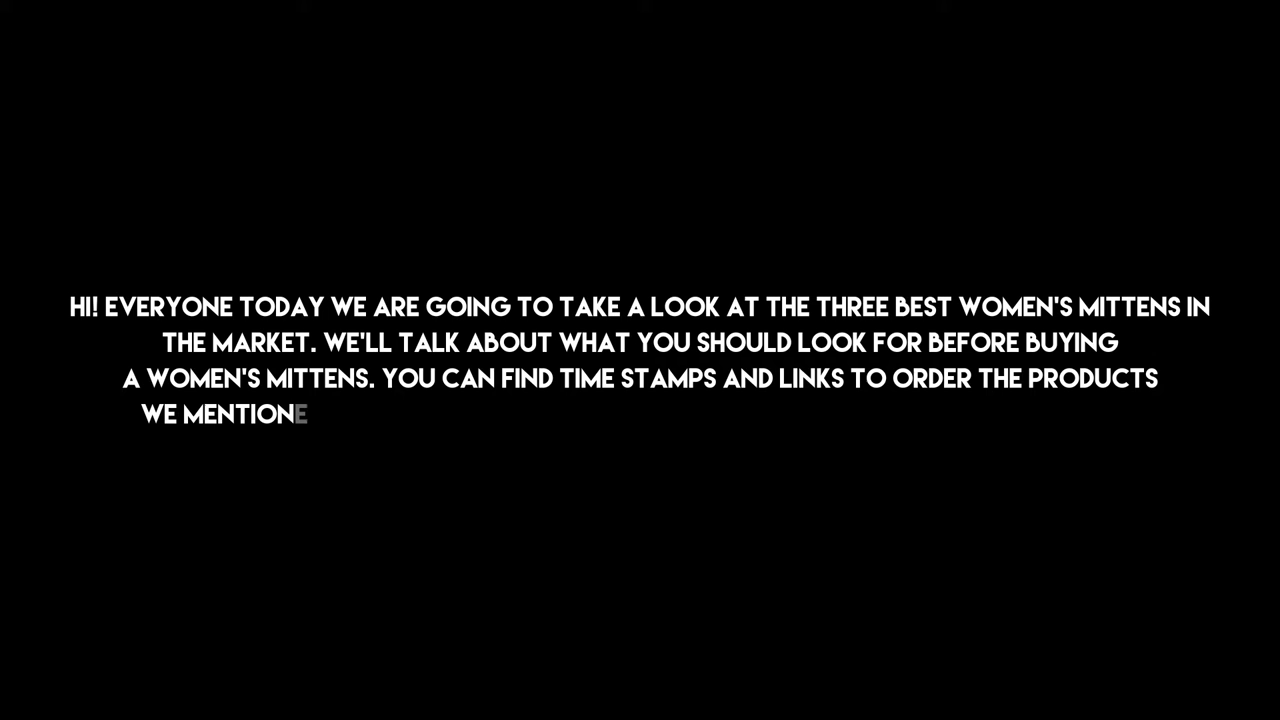 HI! EVERYONE TODAY WE ARE GOING TO TAKE A LOOK AT THE THREE BEST WOMEN'S MITTENS IN
THE MARKET. WE'LL TALK ABOUT WHAT YOU SHOULD LOOK FOR BEFORE BUYING
A WOMEN'S MITTENS. YOU CAN FIND TIME STAMPS AND LINKS TO ORDER THE PRODUCTS
WE MENTIONE